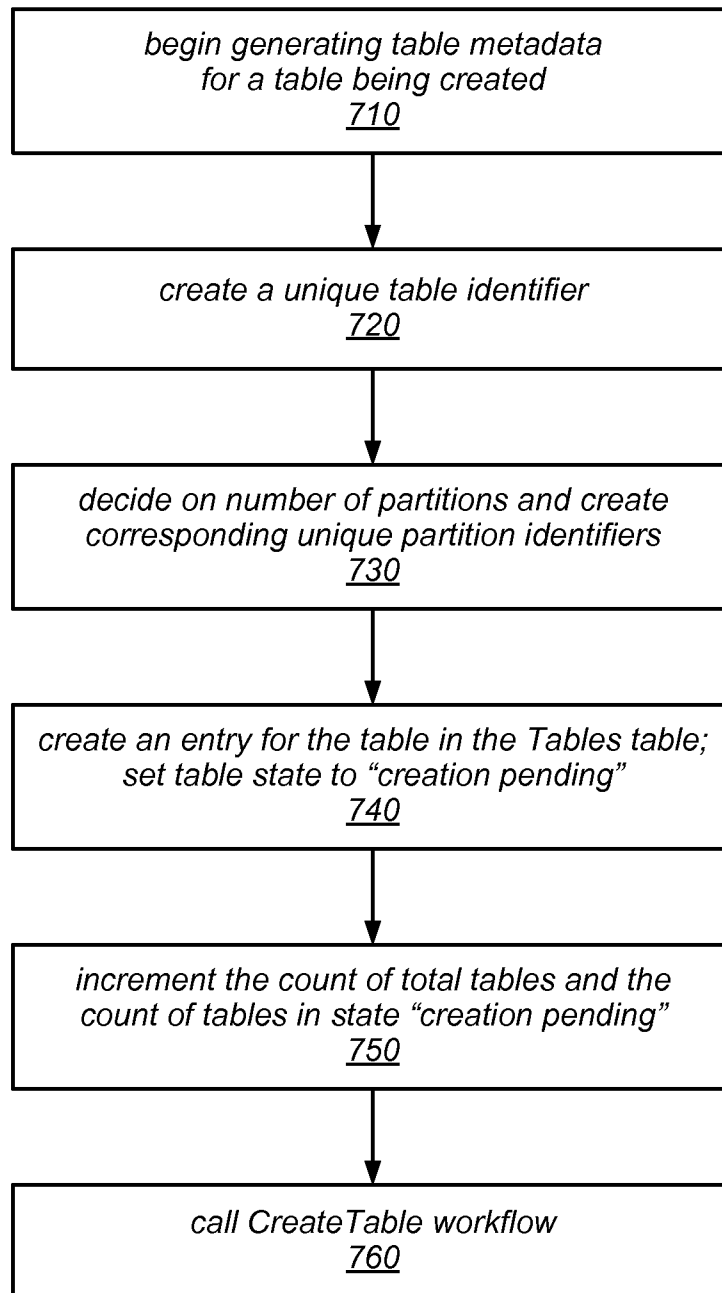 begin generating table metadata
for a table being created
710
create a unique table identifier
720
decide on number of partitions and create
corresponding unique partition identifiers
730
create an entry for the table in the Tables table;
set table state to “creation pending”
740
increment the count of total tables and the
count of tables in state “creation pending”
750
call CreateTable workflow
760